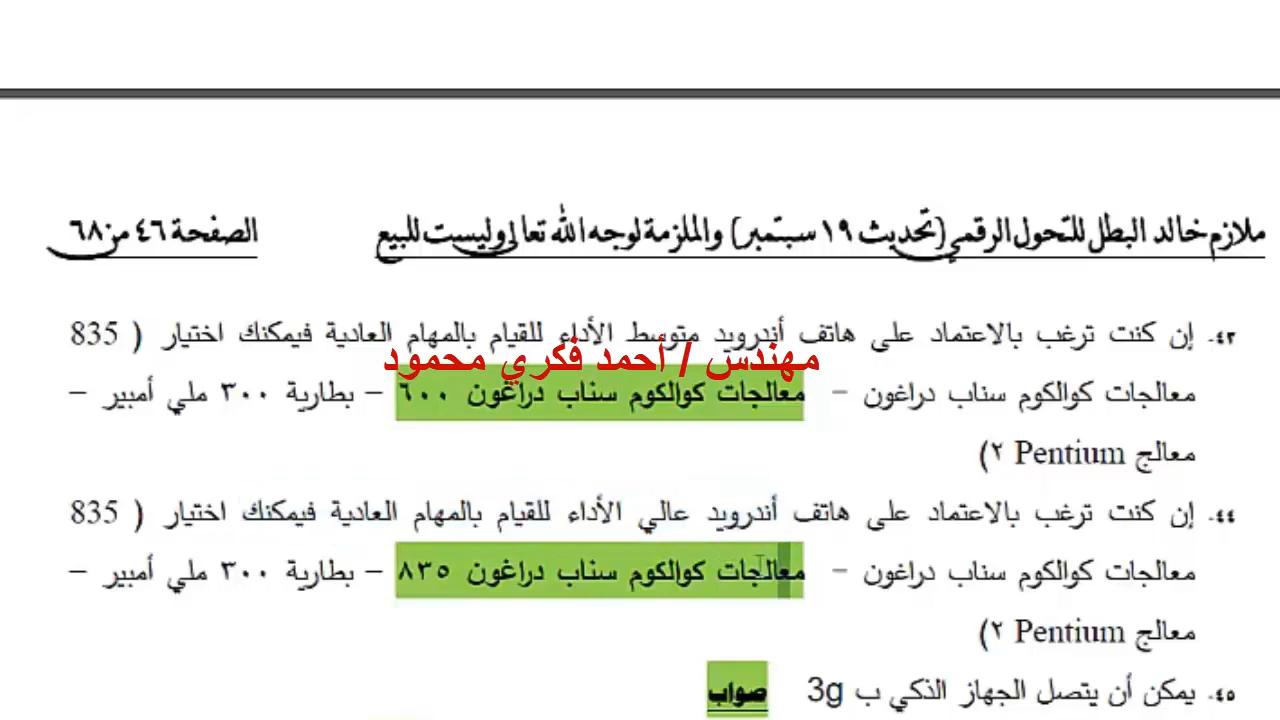 ملازم خالد البطل للتحول الرقمي (تحديث ١٩ سبتمبر) والملزمة لوجه الله تعالى وليست للبيع الصفحة ٤٦ من ٦٨
٤٣. إن كنت ترغب بالاعتماد على هاتف أندرويد متوسط الأداء للقيام بالمهام العادية فيمكنك اختيار ( 835
مهندس / أحمد فكري محمود
معالجات كوالكوم سناب دراغون – معالجات كوالكوم سناب دراغون ٦٠٠ – بطارية ٣٠٠ ملي أمبير –
معالج Pentium ٢)
٤٤. إن كنت ترغب بالاعتماد على هاتف أندرويد عالي الأداء للقيام بالمهام العادية فيمكنك اختيار ( 835
معالجات كوالكوم سناب دراغون – معالجات كوالكوم سناب دراغون ٨٣٥ – بطارية ٣٠٠ ملي أمبير –
معالج Pentium ٢)
٤٥. يمكن أن يتصل الجهاز الذكي ب 3g صواب